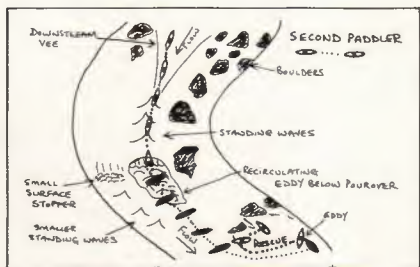 DOWNSTREAM
VEE
FLOW
SECOND PADDLER
BOULDERS
STANDING WAVES
RECIRCULATING
EDDY BELOW POUROVER
SMALL
SURFACE
STOPPER
SMALLER
STANDING WAVES
FLOW
RESCUE
EDDY